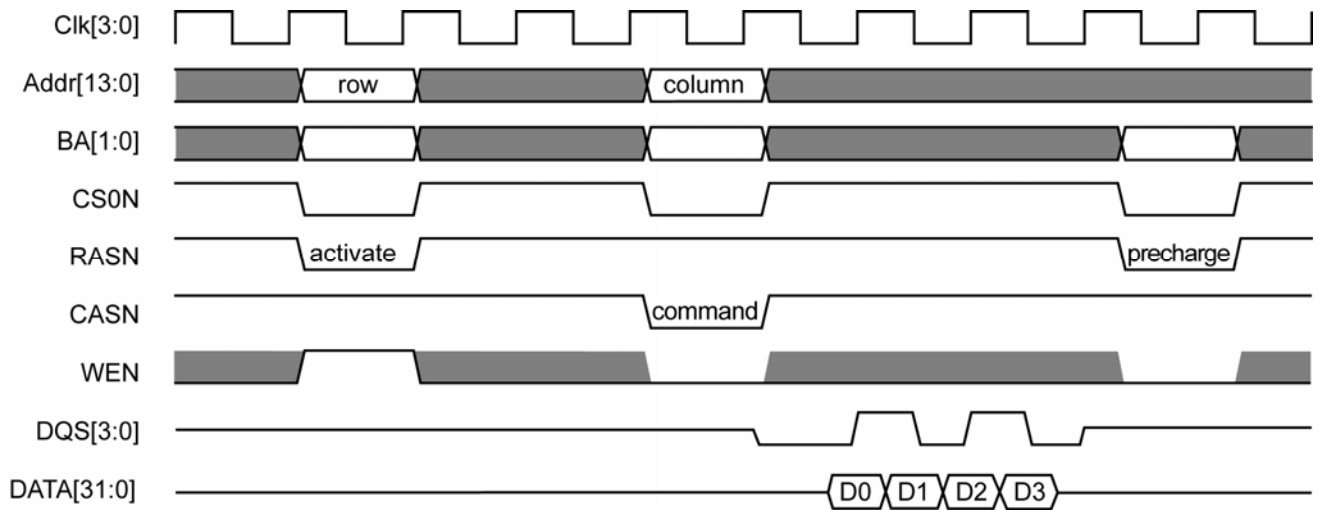 Clk[3:0]
Addr[13:0] row column
BA[1:0]
CS0N
RASN activate precharge
CASN command
WEN
DQS[3:0]
DATA[31:0] D0 D1 D2 D3